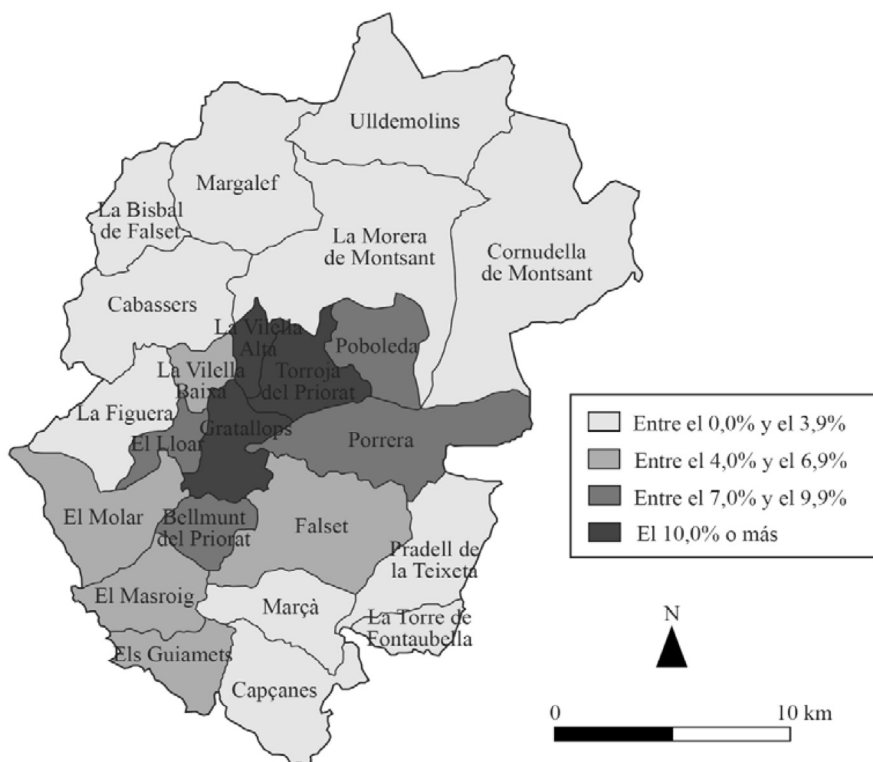 Ulldemolins
Margalef
La Bisbal
de Falset
La Morera
de Montsant
Cornudella
de Montsant
Cabassers
La Vilella
Alta
Poboleda
La Vilella
Baixa
Torroja
del Priorat
La Figuera
Gratallops
El Lloar
Porrera
El Molar
Bellmunt
del Priorat
Falset
Pradell de
la Teixeta
El Masroig
Marçà
La Torre de
Fontaubella
Els Guiamets
Capçanes
Entre el 0,0% y el 3,9%
Entre el 4,0% y el 6,9%
Entre el 7,0% y el 9,9%
El 10,0% o más
N
0 10 km